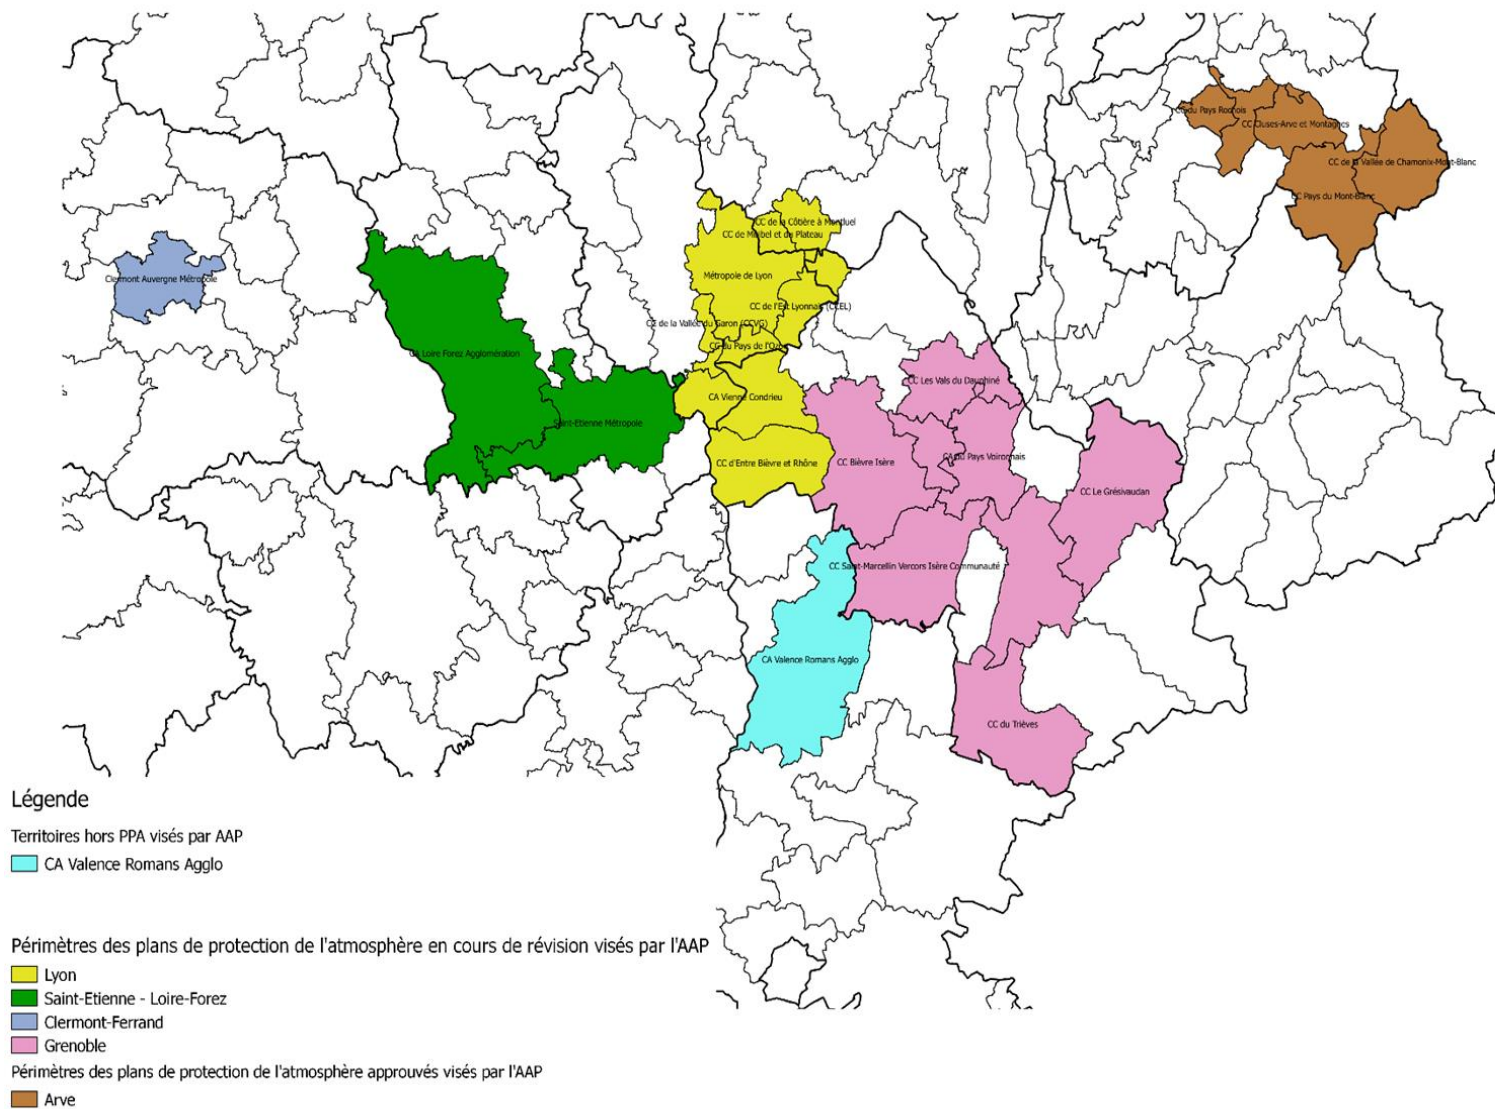 CC du Pays Rochois
CC Cluses-Arve et Montagnes
CC de la Vallée de Chamonix-Mont-Blanc
CC Pays du Mont-Blanc
CC de la Côtière à Montluel
CC de Miribel et du Plateau
Clermont Auvergne Métropole
Métropole de Lyon
CC de l'Est Lyonnais (CCEL)
CC de la Vallée du Garon (CCVG)
CC du Pays de l'Ozon
CA Loire Forez Agglomération
CC Les Vals du Dauphiné
CA Vienne Condrieu
Saint-Etienne Métropole
CA du Pays Voironnais
CC d'Entre Bièvre et Rhône
CC Bièvre Isère
CC Le Grésivaudan
CC Saint-Marcellin Vercors Isère Communauté
CA Valence Romans Agglo
CC du Trièves
Légende
Territoires hors PPA visés par AAP
CA Valence Romans Agglo
Périmètres des plans de protection de l'atmosphère en cours de révision visés par l'AAP
Lyon
Saint-Etienne - Loire-Forez
Clermont-Ferrand
Grenoble
Périmètres des plans de protection de l'atmosphère approuvés visés par l'AAP
Arve